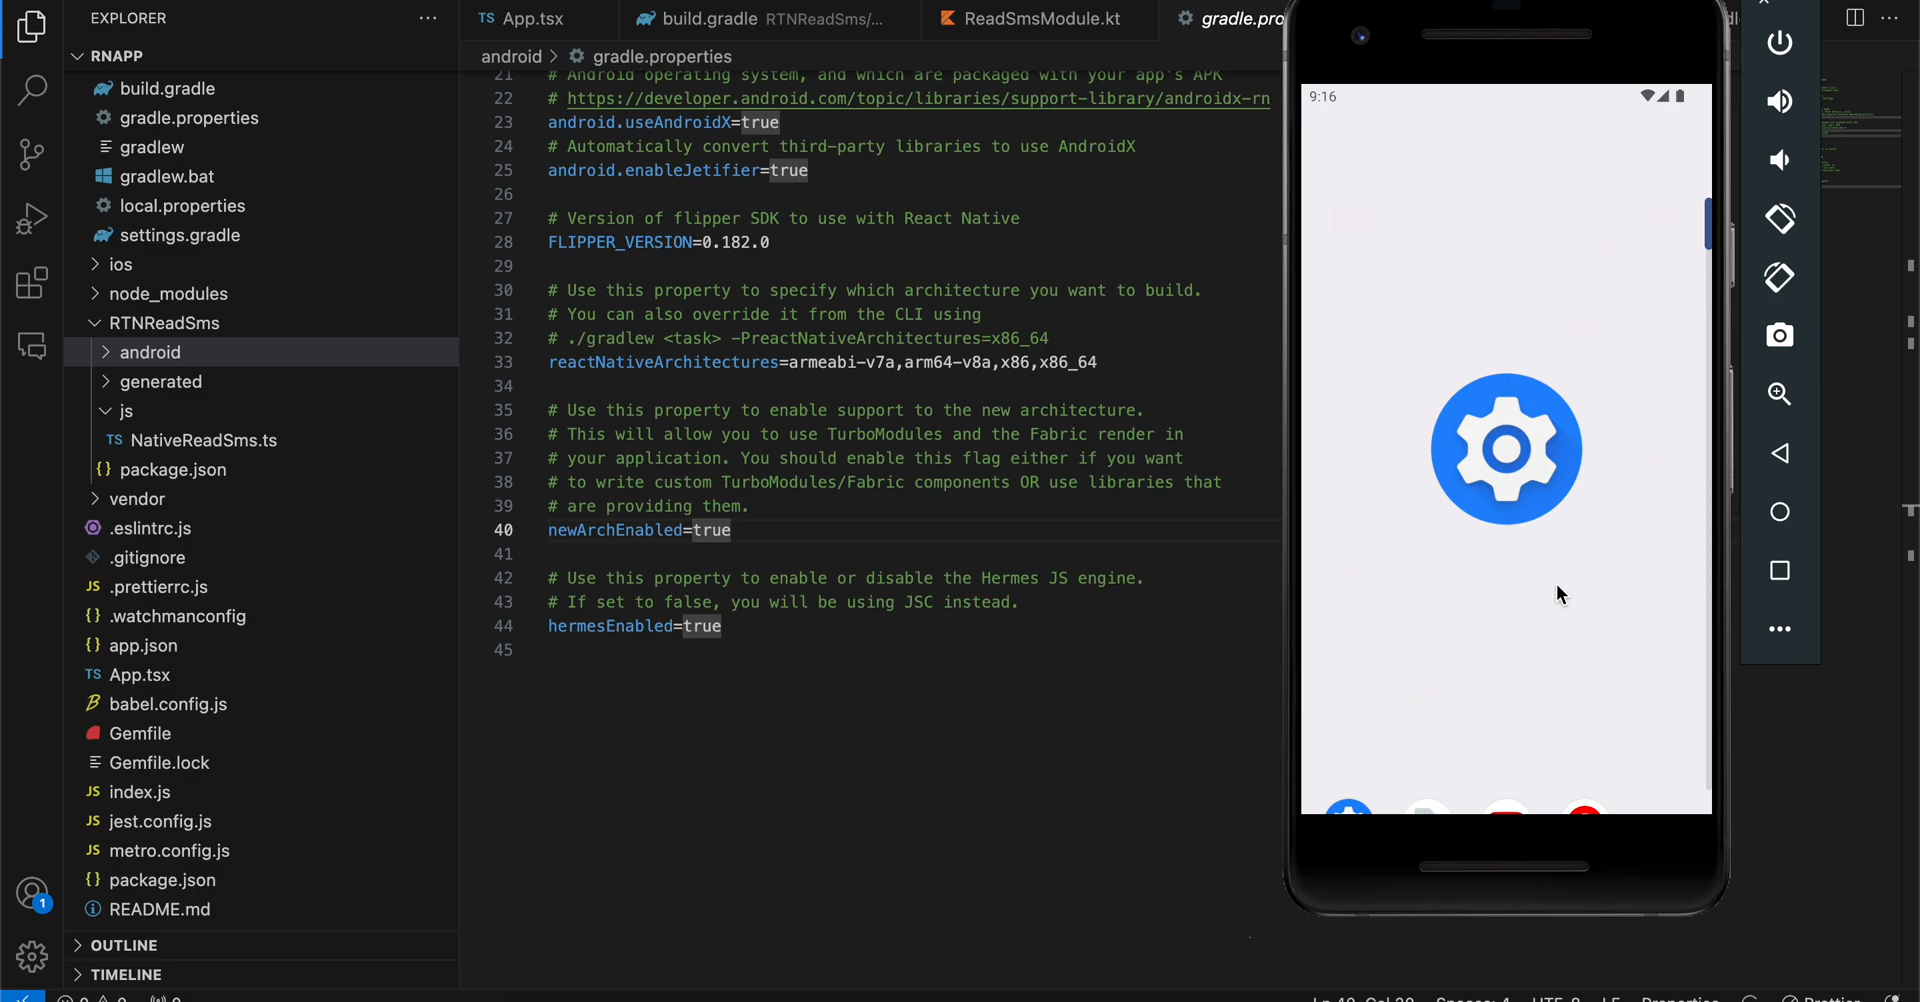 EXPLORER
RNAPP
build.gradle
gradle.properties
gradlew
gradlew.bat
local.properties
settings.gradle
ios
node_modules
RTNReadSms
android
generated
js
TS NativeReadSms.ts
{} package.json
vendor
.eslintrc.js
.gitignore
JS .prettierrc.js
{} .watchmanconfig
{} app.json
TS App.tsx
babel.config.js
Gemfile
Gemfile.lock
JS index.js
JS jest.config.js
JS metro.config.js
{} package.json
README.md
OUTLINE
TIMELINE
1
TS App.tsx
build.gradle RTNReadSms/...
ReadSmsModule.kt
gradle.pro
android > gradle.properties
21 # Android operating system, and which are packaged with your app's APK
22 # https://developer.android.com/topic/libraries/support-library/androidx-rn
23 android.useAndroidX=true
24 # Automatically convert third-party libraries to use AndroidX
25 android.enableJetifier=true
26
27 # Version of flipper SDK to use with React Native
28 FLIPPER_VERSION=0.182.0
29
30 # Use this property to specify which architecture you want to build.
31 # You can also override it from the CLI using
32 # ./gradlew <task> -PreactNativeArchitectures=x86_64
33 reactNativeArchitectures=armeabi-v7a,arm64-v8a,x86,x86_64
34
35 # Use this property to enable support to the new architecture.
36 # This will allow you to use TurboModules and the Fabric render in
37 # your application. You should enable this flag either if you want
38 # to write custom TurboModules/Fabric components OR use libraries that
39 # are providing them.
40 newArchEnabled=true
41
42 # Use this property to enable or disable the Hermes JS engine.
43 # If set to false, you will be using JSC instead.
44 hermesEnabled=true
45
9:16